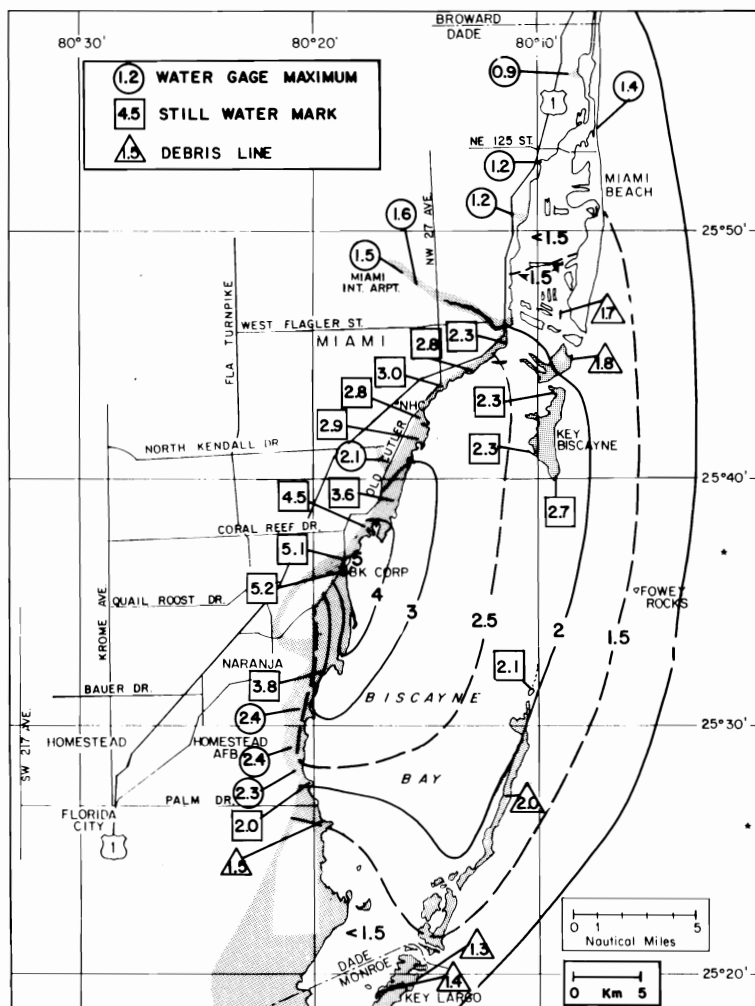 80°30'
80°20'
80°10'
BROWARD
DADE
1.2 WATER GAGE MAXIMUM
4.5 STILL WATER MARK
1.5 DEBRIS LINE
0.9
1
1.4
NE 125 ST.
1.2
MIAMI
BEACH
1.2
1.6
NW 27 AVE.
25°50'
<1.5
1.5
MIAMI
INT. ARPT.
<1.5
FLA TURNPIKE
WEST FLAGLER ST.
MIAMI
2.3
1.7
2.8
1.8
3.0
2.8
NHC
2.3
2.9
OLD CUTLER
KEY
BISCAYNE
NORTH KENDALL DR.
2.1
2.3
25°40'
4.5
3.6
2.7
CORAL REEF DR.
5.1
5
BK CORP
5.2
4
QUAIL ROOST DR.
3
2.5
2
1.5
FOWEY
ROCKS
KROME AVE.
NARANJA
2.1
3.8
BAUER DR.
BISCAYNE
2.4
25°30'
SW 217 AVE.
HOMESTEAD
HOMESTEAD
AFB
2.4
BAY
2.3
PALM DR.
2.0
FLORIDA
CITY
2.0
1
1.5
<1.5
0 1 5
Nautical Miles
DADE
MONROE
1.3
1.4
25°20'
KEY LARGO
0 Km 5